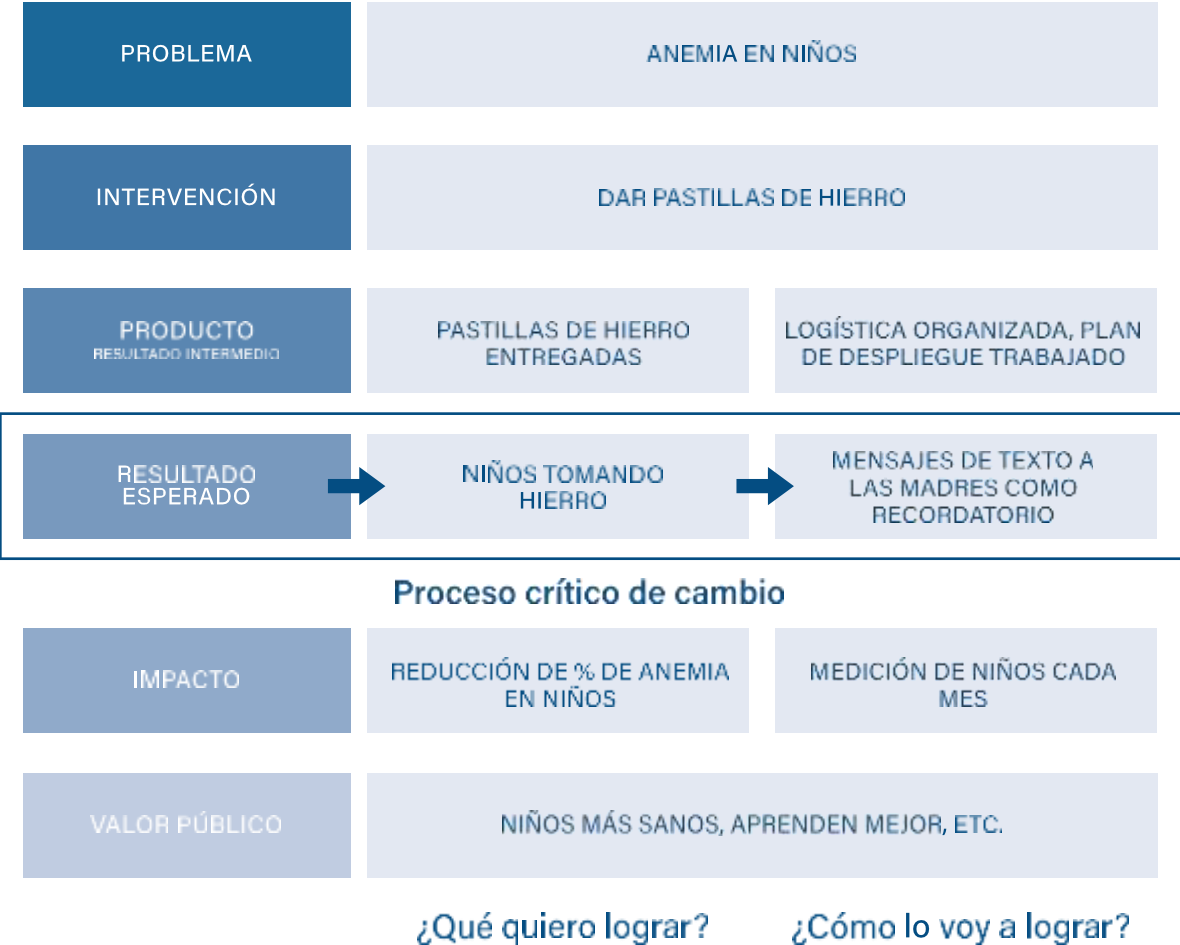 PROBLEMA
ANEMIA EN NIÑOS
INTERVENCIÓN
DAR PASTILLAS DE HIERRO
PRODUCTO
RESULTADO INTERMEDIO
PASTILLAS DE HIERRO
ENTREGADAS
LOGÍSTICA ORGANIZADA, PLAN
DE DESPLIEGUE TRABAJADO
RESULTADO
ESPERADO
NIÑOS TOMANDO
HIERRO
MENSAJES DE TEXTO A
LAS MADRES COMO
RECORDATORIO
Proceso crítico de cambio
IMPACTO
REDUCCIÓN DE % DE ANEMIA
EN NIÑOS
MEDICIÓN DE NIÑOS CADA
MES
VALOR PÚBLICO
NIÑOS MÁS SANOS, APRENDEN MEJOR, ETC.
¿Qué quiero lograr?
¿Cómo lo voy a lograr?